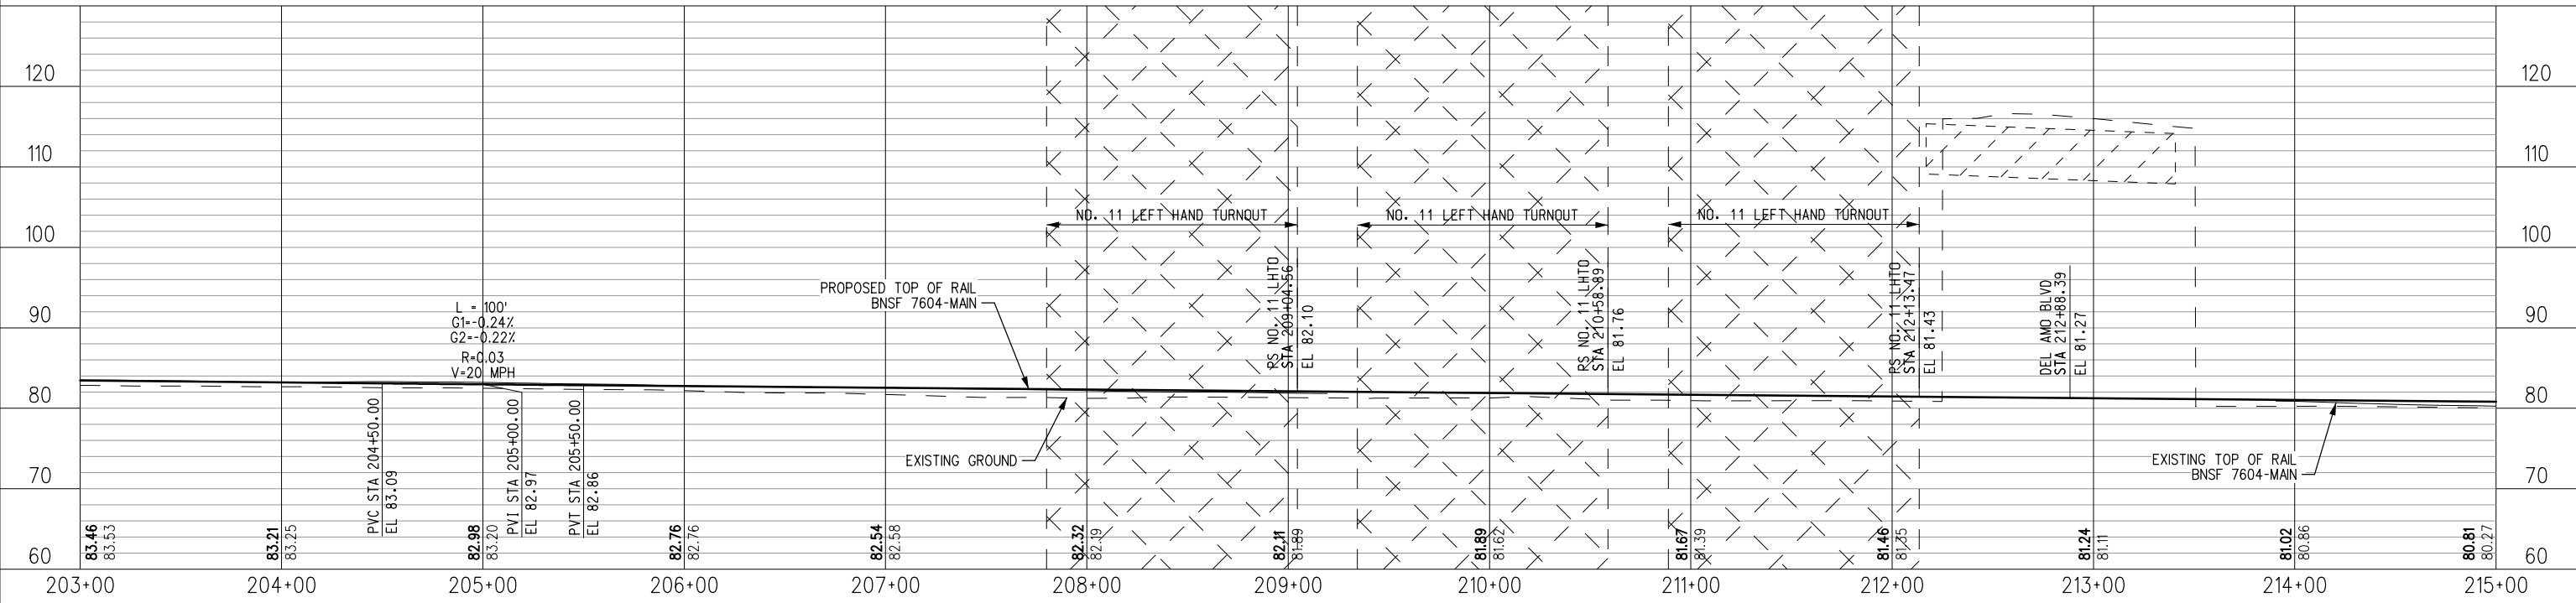 120
110
100
90
80
70
60
120
110
100
90
80
70
60
NO. 11 LEFT HAND TURNOUT
NO. 11 LEFT HAND TURNOUT
NO. 11 LEFT HAND TURNOUT
L = 100'
G1=-0.24%
G2=-0.22%
R=0.03
V=20 MPH
PROPOSED TOP OF RAIL
BNSF 7604-MAIN
EXISTING GROUND
PS NO. 11 LHTO
STA 209+04.56
EL 82.10
PS NO. 11 LHTO
STA 210+58.89
EL 81.76
PS NO. 11 LHTO
STA 212+13.47
EL 81.43
DEL AMO BLVD
STA 212+88.39
EL 81.27
EXISTING TOP OF RAIL
BNSF 7604-MAIN
PVC STA 204+50.00
EL 83.09
PVI STA 205+00.00
EL 82.97
PVT STA 205+50.00
EL 82.86
83.46
83.53
83.21
83.25
82.98
83.20
82.76
82.76
82.54
82.58
82.32
82.19
82.11
81.89
81.89
81.62
81.67
81.39
81.46
81.35
81.24
81.11
81.02
80.86
80.81
80.27
203+00
204+00
205+00
206+00
207+00
208+00
209+00
210+00
211+00
212+00
213+00
214+00
215+00